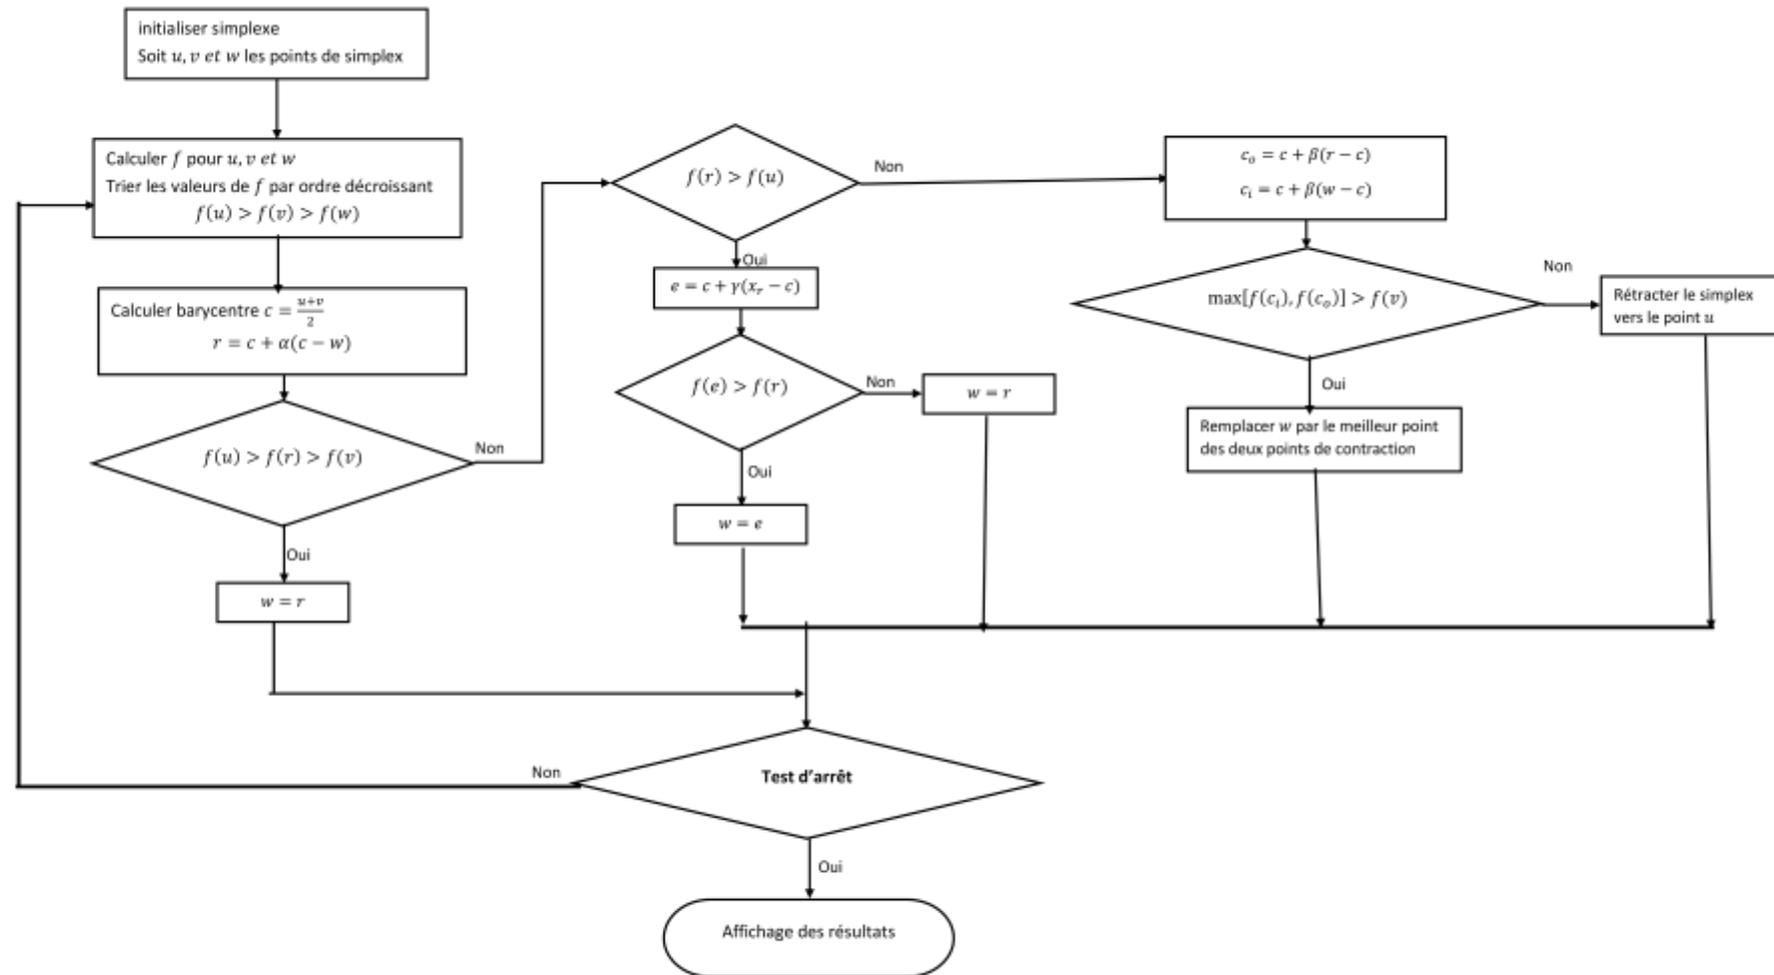 initialiser simplexe
Soit u, v et w les points de simplex
Calculer f pour u, v et w
Trier les valeurs de f par ordre décroissant
f(u) > f(v) > f(w)
Calculer barycentre c = \frac{u+v}{2}
r = c + α(c − w)
f(u) > f(r) > f(v)
Non
Oui
w = r
f(r) > f(u)
Non
Oui
e = c + γ(x_r − c)
f(e) > f(r)
Non
w = r
Oui
w = e
c_o = c + β(r − c)
c_i = c + β(w − c)
max[f(c_i), f(c_o)] > f(v)
Non
Rétracter le simplex
vers le point u
Oui
Remplacer w par le meilleur point
des deux points de contraction
Test d’arrêt
Non
Oui
Affichage des résultats